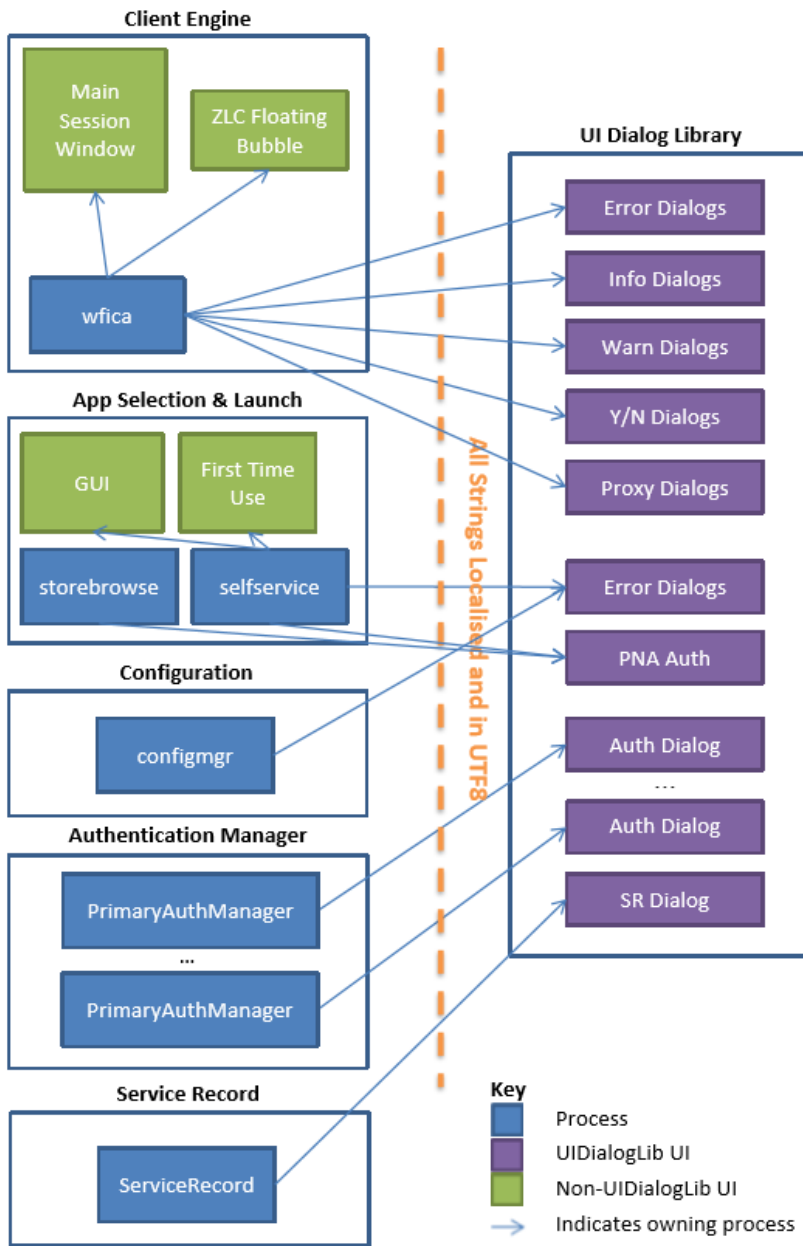 Client Engine
Main
Session
Window
ZLC Floating
Bubble
wfica
App Selection & Launch
GUI
First Time
Use
storebrowse
selfservice
Configuration
configmgr
Authentication Manager
PrimaryAuthManager
...
PrimaryAuthManager
Service Record
ServiceRecord
All Strings Localised and in UTF8
UI Dialog Library
Error Dialogs
Info Dialogs
Warn Dialogs
Y/N Dialogs
Proxy Dialogs
Error Dialogs
PNA Auth
Auth Dialog
...
Auth Dialog
SR Dialog
Key
Process
UIDialogLib UI
Non-UIDialogLib UI
Indicates owning process